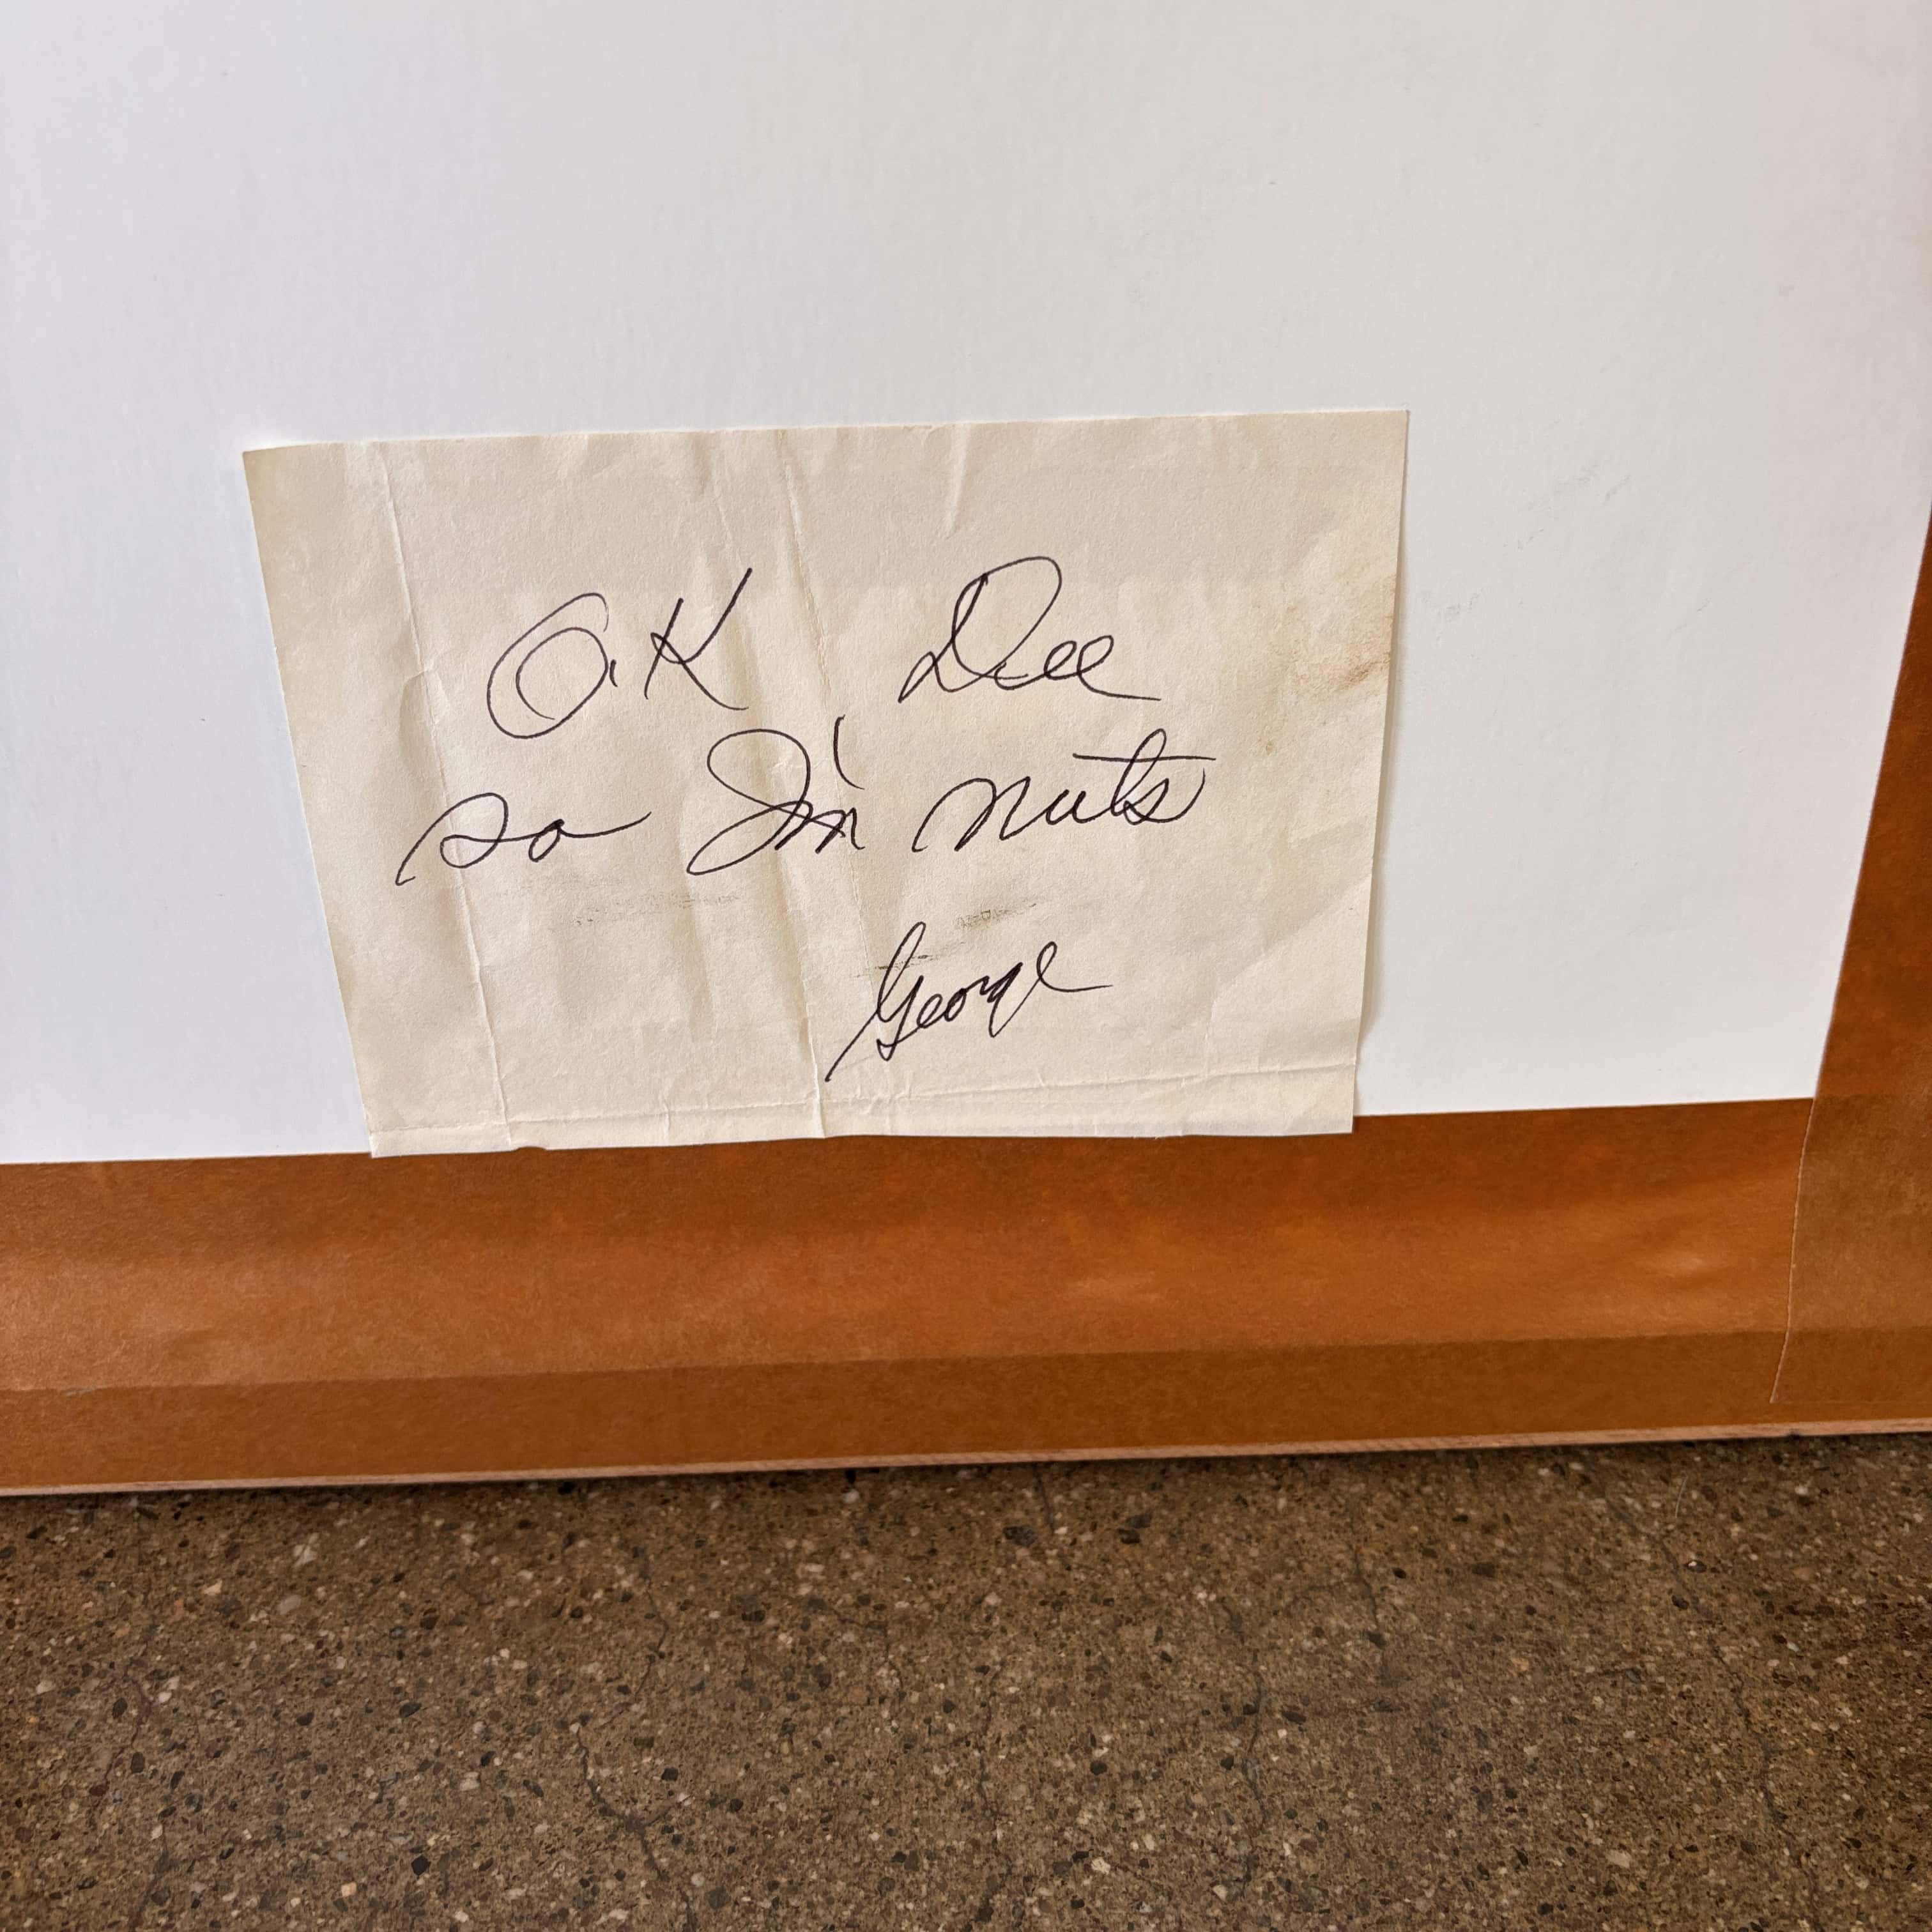 O.K Dee
so I'm nuts
George